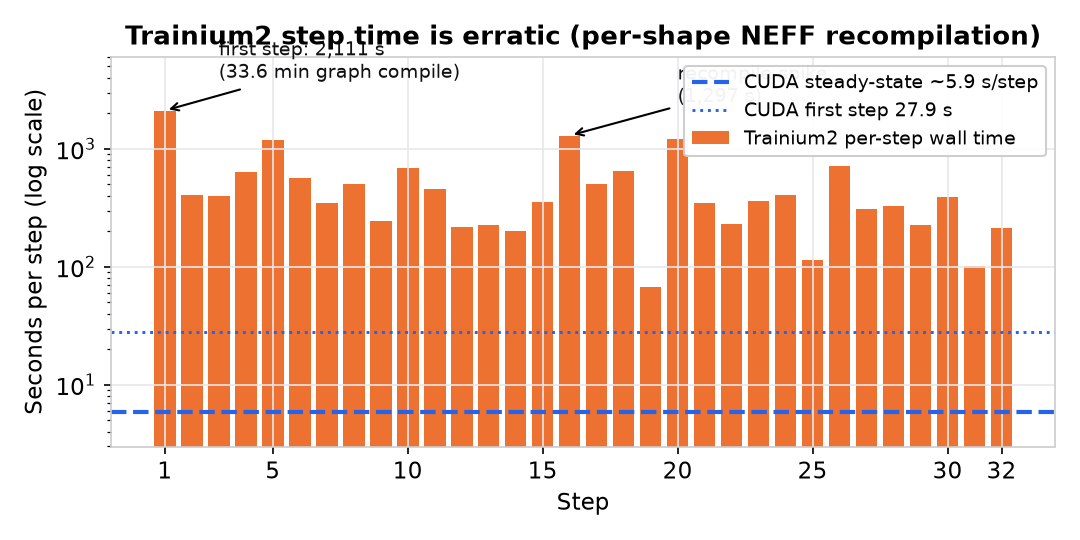 Trainium2 step time is erratic (per-shape NEFF recompilation)
first step: 2,111 s
(33.6 min graph compile)
(1,297 s)
CUDA steady-state ~5.9 s/step
CUDA first step 27.9 s
Trainium2 per-step wall time
Seconds per step (log scale)
10³
10²
10¹
1 5 10 15 20 25 30 32
Step